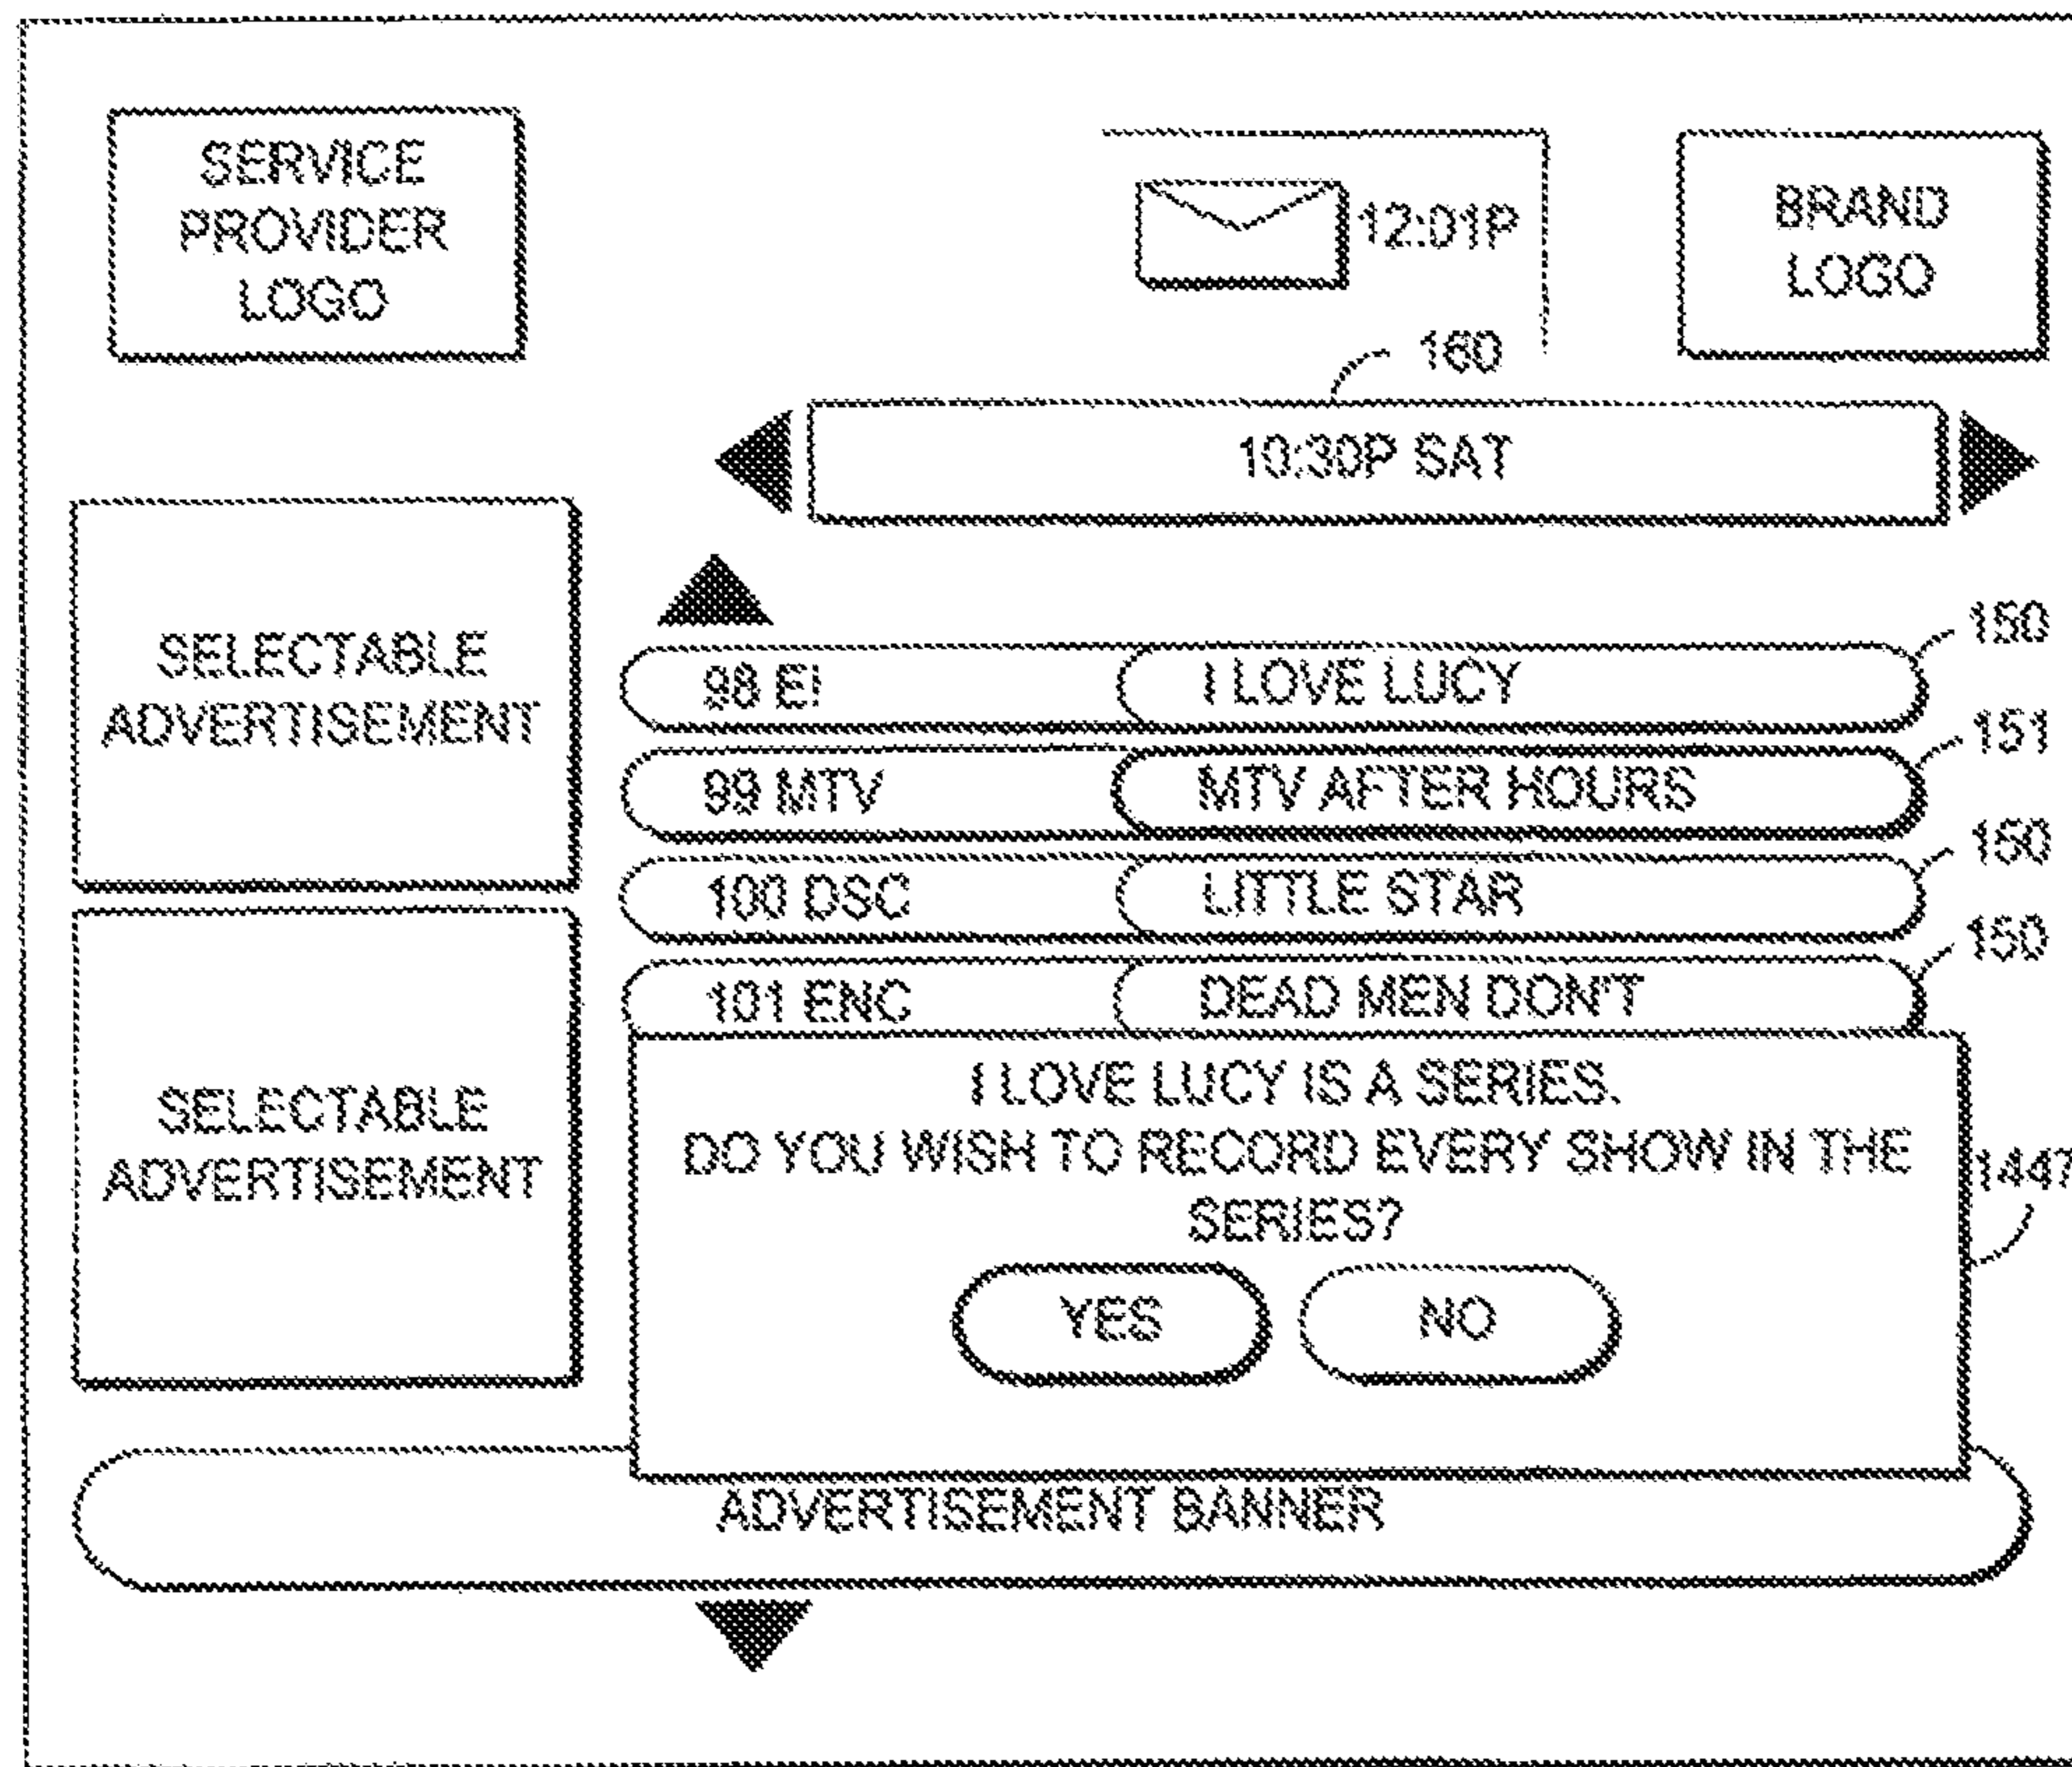 SERVICE
PROVIDER
LOGO
12:01P
BRAND
LOGO
160
10:30P SAT
SELECTABLE
ADVERTISEMENT
150
98 E! I LOVE LUCY
151
99 MTV MTV AFTER HOURS
150
100 DSC LITTLE STAR
150
101 ENC DEAD MEN DON'T
SELECTABLE
ADVERTISEMENT
I LOVE LUCY IS A SERIES.
DO YOU WISH TO RECORD EVERY SHOW IN THE
SERIES?
1447
YES NO
ADVERTISEMENT BANNER